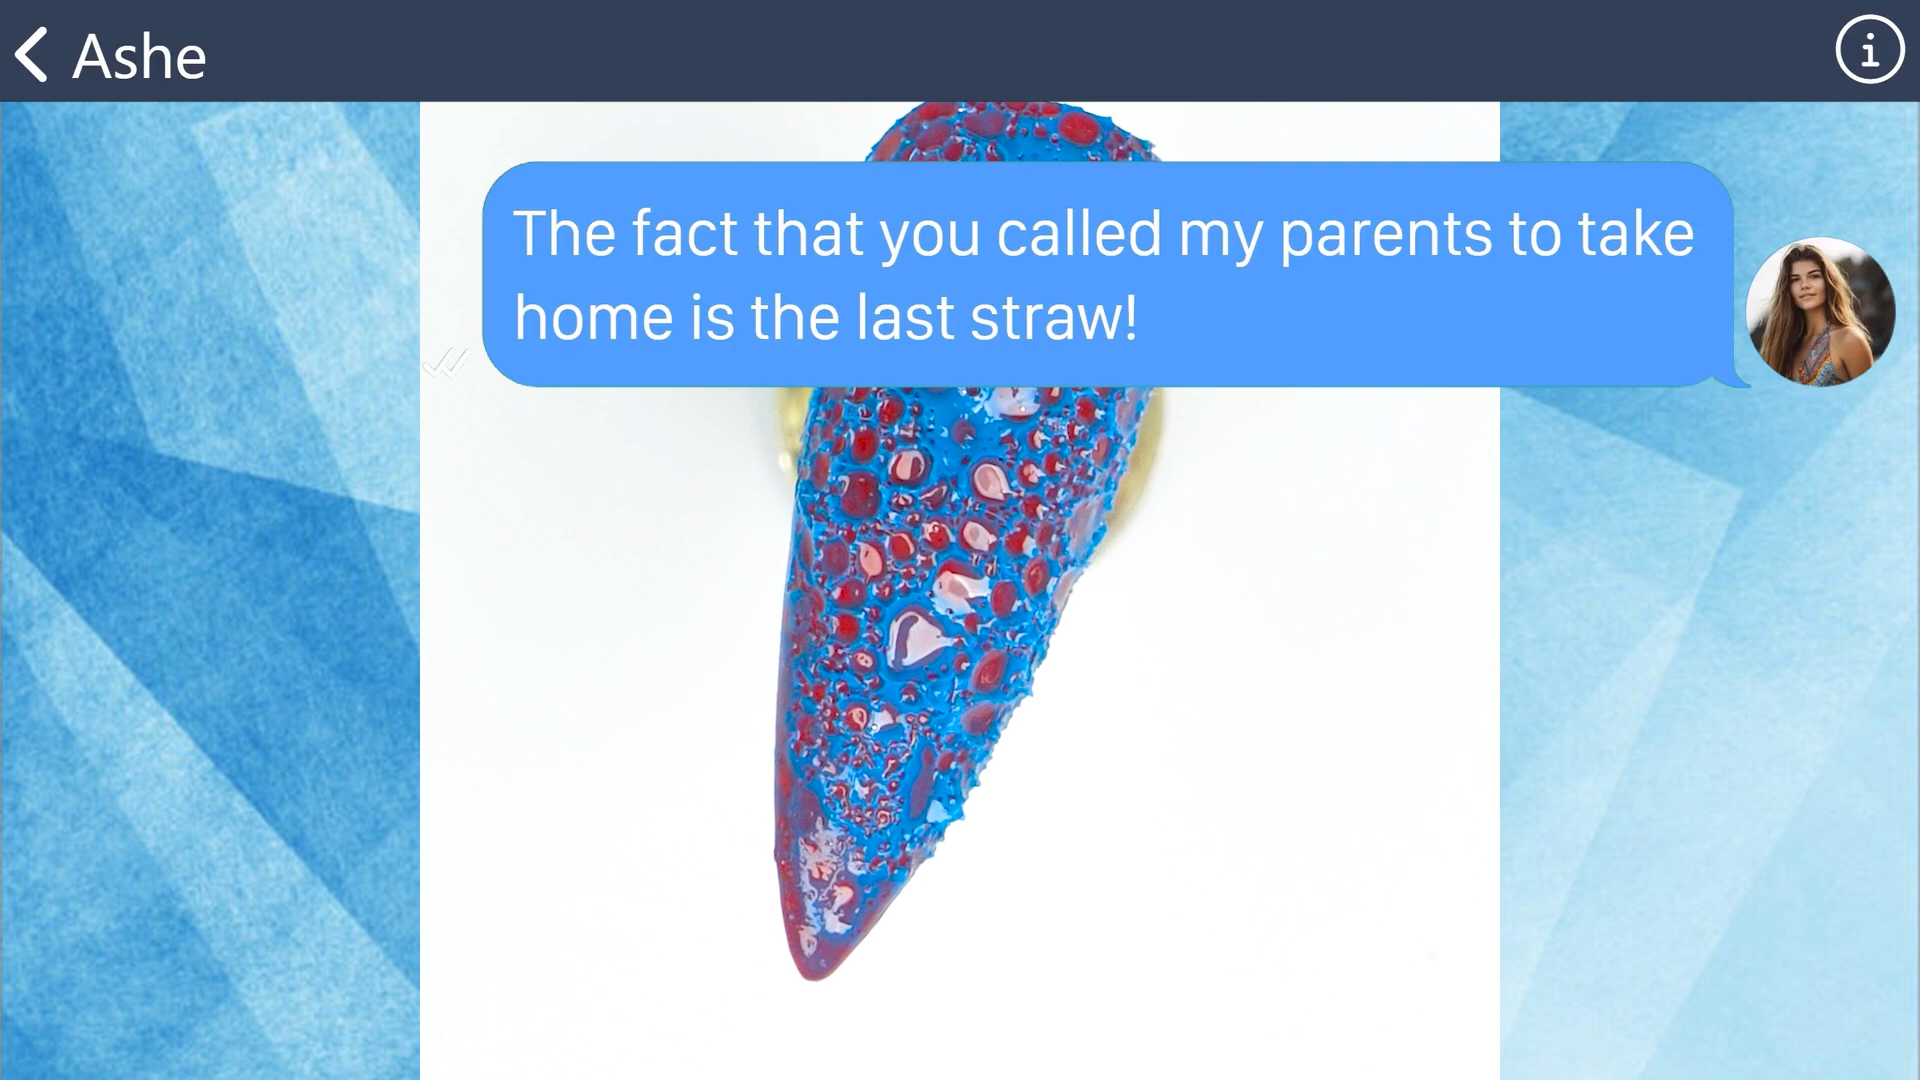 Ashe
The fact that you called my parents to take
home is the last straw!